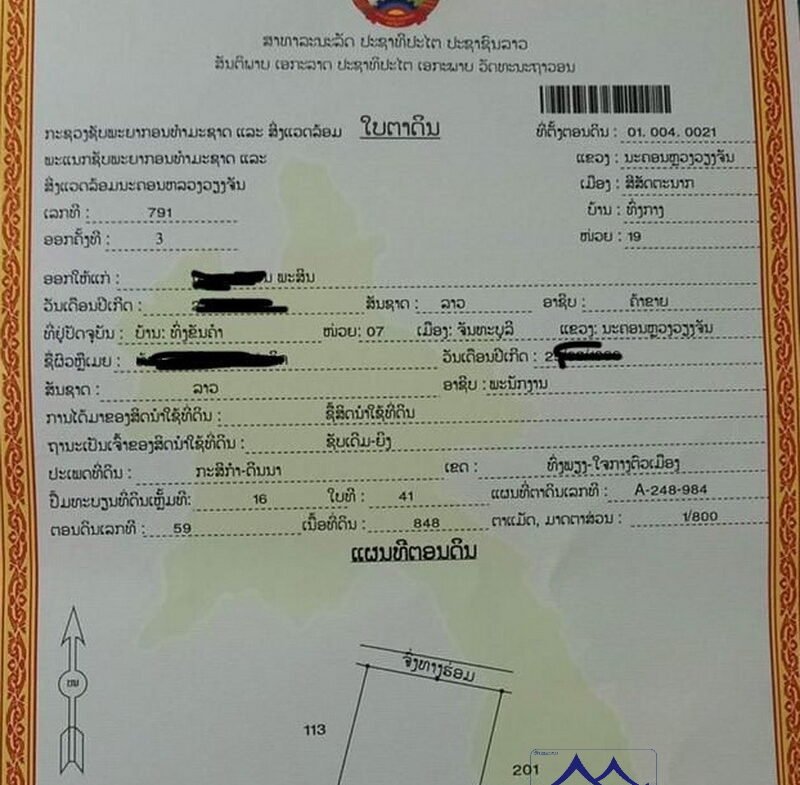 ສາທາລະນະລັດ ປະຊາທິປະໄຕ ປະຊາຊົນລາວ
ສັນຕິພາບ ເອກະລາດ ປະຊາທິປະໄຕ ເອກະພາບ ວັດທະນະຖາວອນ
ກະຊວງຊັບພະຍາກອນທຳມະຊາດ ແລະ ສິ່ງແວດລ້ອມ ໃບຕາດິນ ທີ່ຕັ້ງຕອນດິນ : 01. 004. 0021
ພະແນກຊັບພະຍາກອນທຳມະຊາດ ແລະ ແຂວງ : ນະຄອນຫຼວງວຽງຈັນ
ສິ່ງແວດລ້ອມນະຄອນຫລວງວຽງຈັນ ເມືອງ : ສີສັດຕະນາກ
ເລກທີ : 791 ບ້ານ : ທົ່ງກາງ
ອອກຄັ້ງທີ : 3 ໜ່ວຍ : 19
ອອກໃຫ້ແກ່ : ພະສິນ
ວັນເດືອນປີເກີດ : ສັນຊາດ : ລາວ ອາຊິບ : ຄ້າຂາຍ
ທີ່ຢູ່ປັດຈຸບັນ : ບ້ານ: ທົ່ງຂັນຄຳ ໜ່ວຍ: 07 ເມືອງ: ຈັນທະບູລີ ແຂວງ: ນະຄອນຫຼວງວຽງຈັນ
ຊື່ຜົວຫຼືເມຍ : ວັນເດືອນປີເກີດ :
ສັນຊາດ : ລາວ ອາຊິບ : ພະນັກງານ
ການໄດ້ມາຂອງສິດນຳໃຊ້ທີ່ດິນ : ຊື້ສິດນຳໃຊ້ທີ່ດິນ
ຖານະເປັນເຈົ້າຂອງສິດນຳໃຊ້ທີ່ດິນ : ຊັບເດີມ-ຍິງ
ປະເພດທີ່ດິນ : ກະສິກຳ-ດິນນາ ເຂດ : ທົ່ງພຽງ-ໃຈກາງຕົວເມືອງ
ປຶ້ມທະບຽນທີ່ດິນເຫຼັ້ມທີ: 16 ໃບທີ : 41 ແຜນທີ່ຕາດິນເລກທີ : A-248-984
ຕອນດິນເລກທີ : 59 ເນື້ອທີ່ດິນ : 848 ຕາແມັດ, ມາດຕາສ່ວນ : 1/800
ແຜນທີ່ຕອນດິນ
ຈົ່ງທາງຮ່ອມ
ໜ
113
201